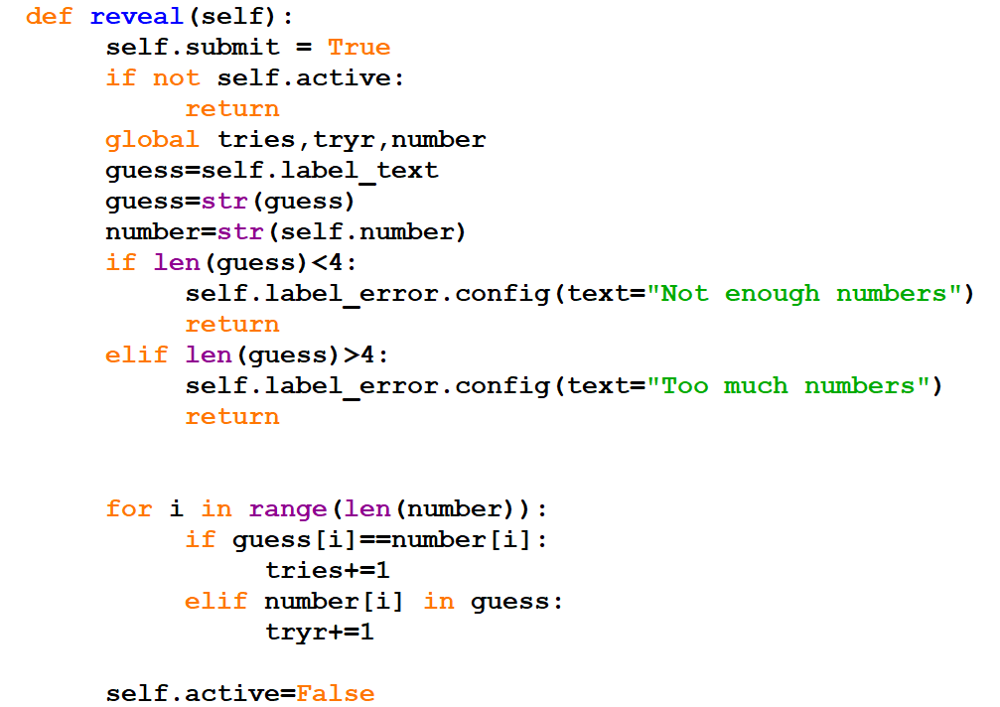 def reveal(self):
     self.submit = True
     if not self.active:
          return
     global tries,tryr,number
     guess=self.label_text
     guess=str(guess)
     number=str(self.number)
     if len(guess)<4:
          self.label_error.config(text="Not enough numbers")
          return
     elif len(guess)>4:
          self.label_error.config(text="Too much numbers")
          return


     for i in range(len(number)):
          if guess[i]==number[i]:
               tries+=1
          elif number[i] in guess:
               tryr+=1

     self.active=False